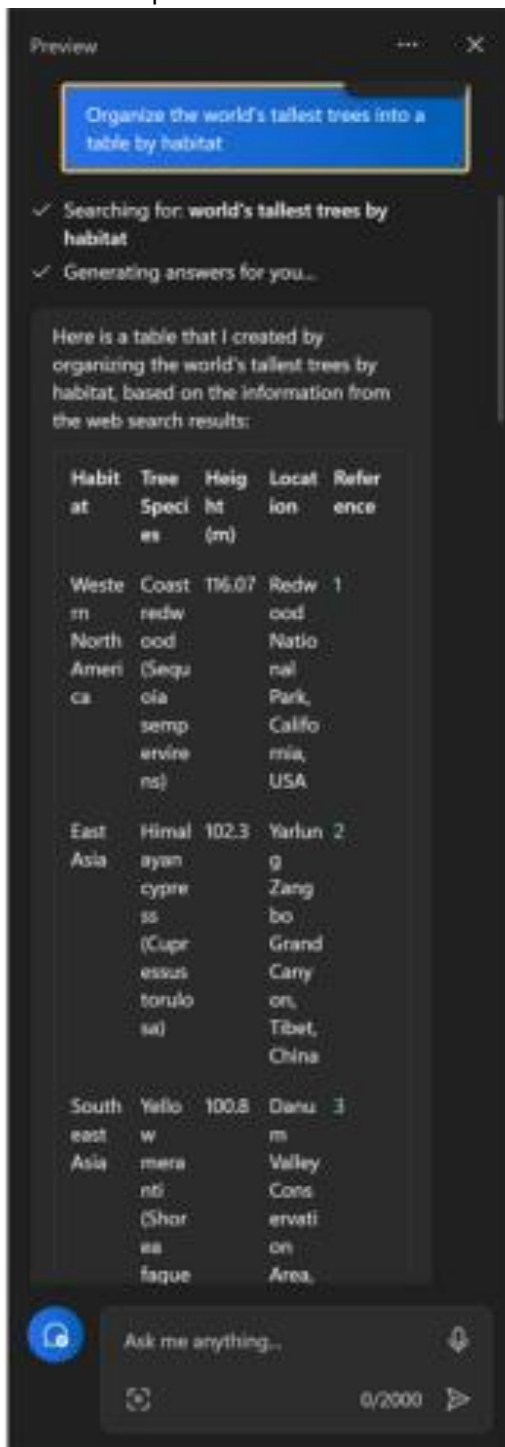 Preview
Organize the world's tallest trees into a
table by habitat
Searching for: world's tallest trees by
habitat
Generating answers for you...
Here is a table that I created by
organizing the world's tallest trees by
habitat, based on the information from
the web search results:
Habit Tree Heig Locat Refer
at Speci ht ion ence
es (m)
Weste Coast 116.07 Redw 1
rn redw ood
North ood Natio
Ameri (Sequ nal
ca oia Park,
semp Califo
ervire rnia,
ns) USA
East Himal 102.3 Yarlun 2
Asia ayan g
cypre Zang
ss bo
(Cupr Grand
essus Cany
torulo on,
sa) Tibet,
China
South Yello 100.8 Danu 3
east w m
Asia mera Valley
nti Cons
(Shor ervati
ea on
fague Area,
Ask me anything...
0/2000